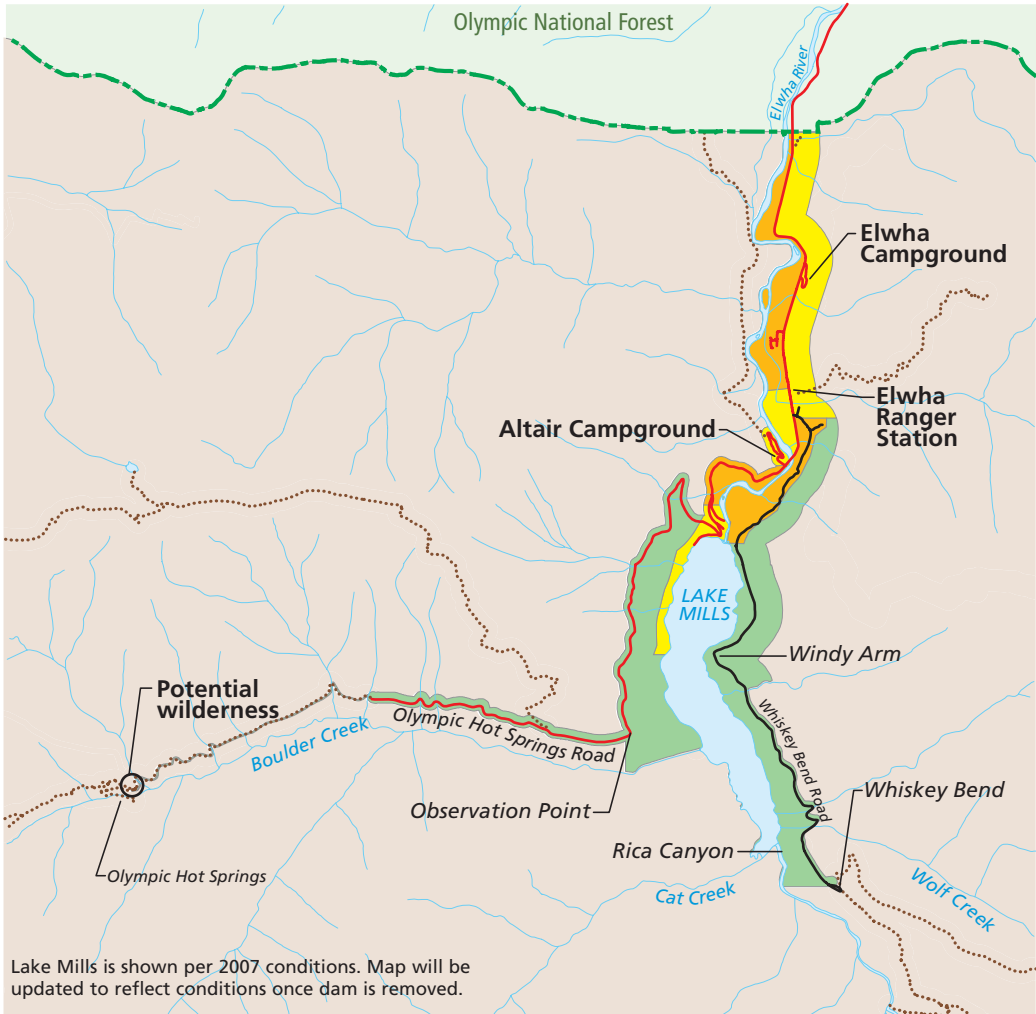 Olympic National Forest
Elwha River
Elwha
Campground
Elwha
Ranger
Station
Altair Campground
LAKE
MILLS
Windy Arm
Potential
wilderness
Olympic Hot Springs Road
Boulder Creek
Whiskey Bend Road
Observation Point
Whiskey Bend
Rica Canyon
Olympic Hot Springs
Cat Creek
Wolf Creek
Lake Mills is shown per 2007 conditions. Map will be
updated to reflect conditions once dam is removed.